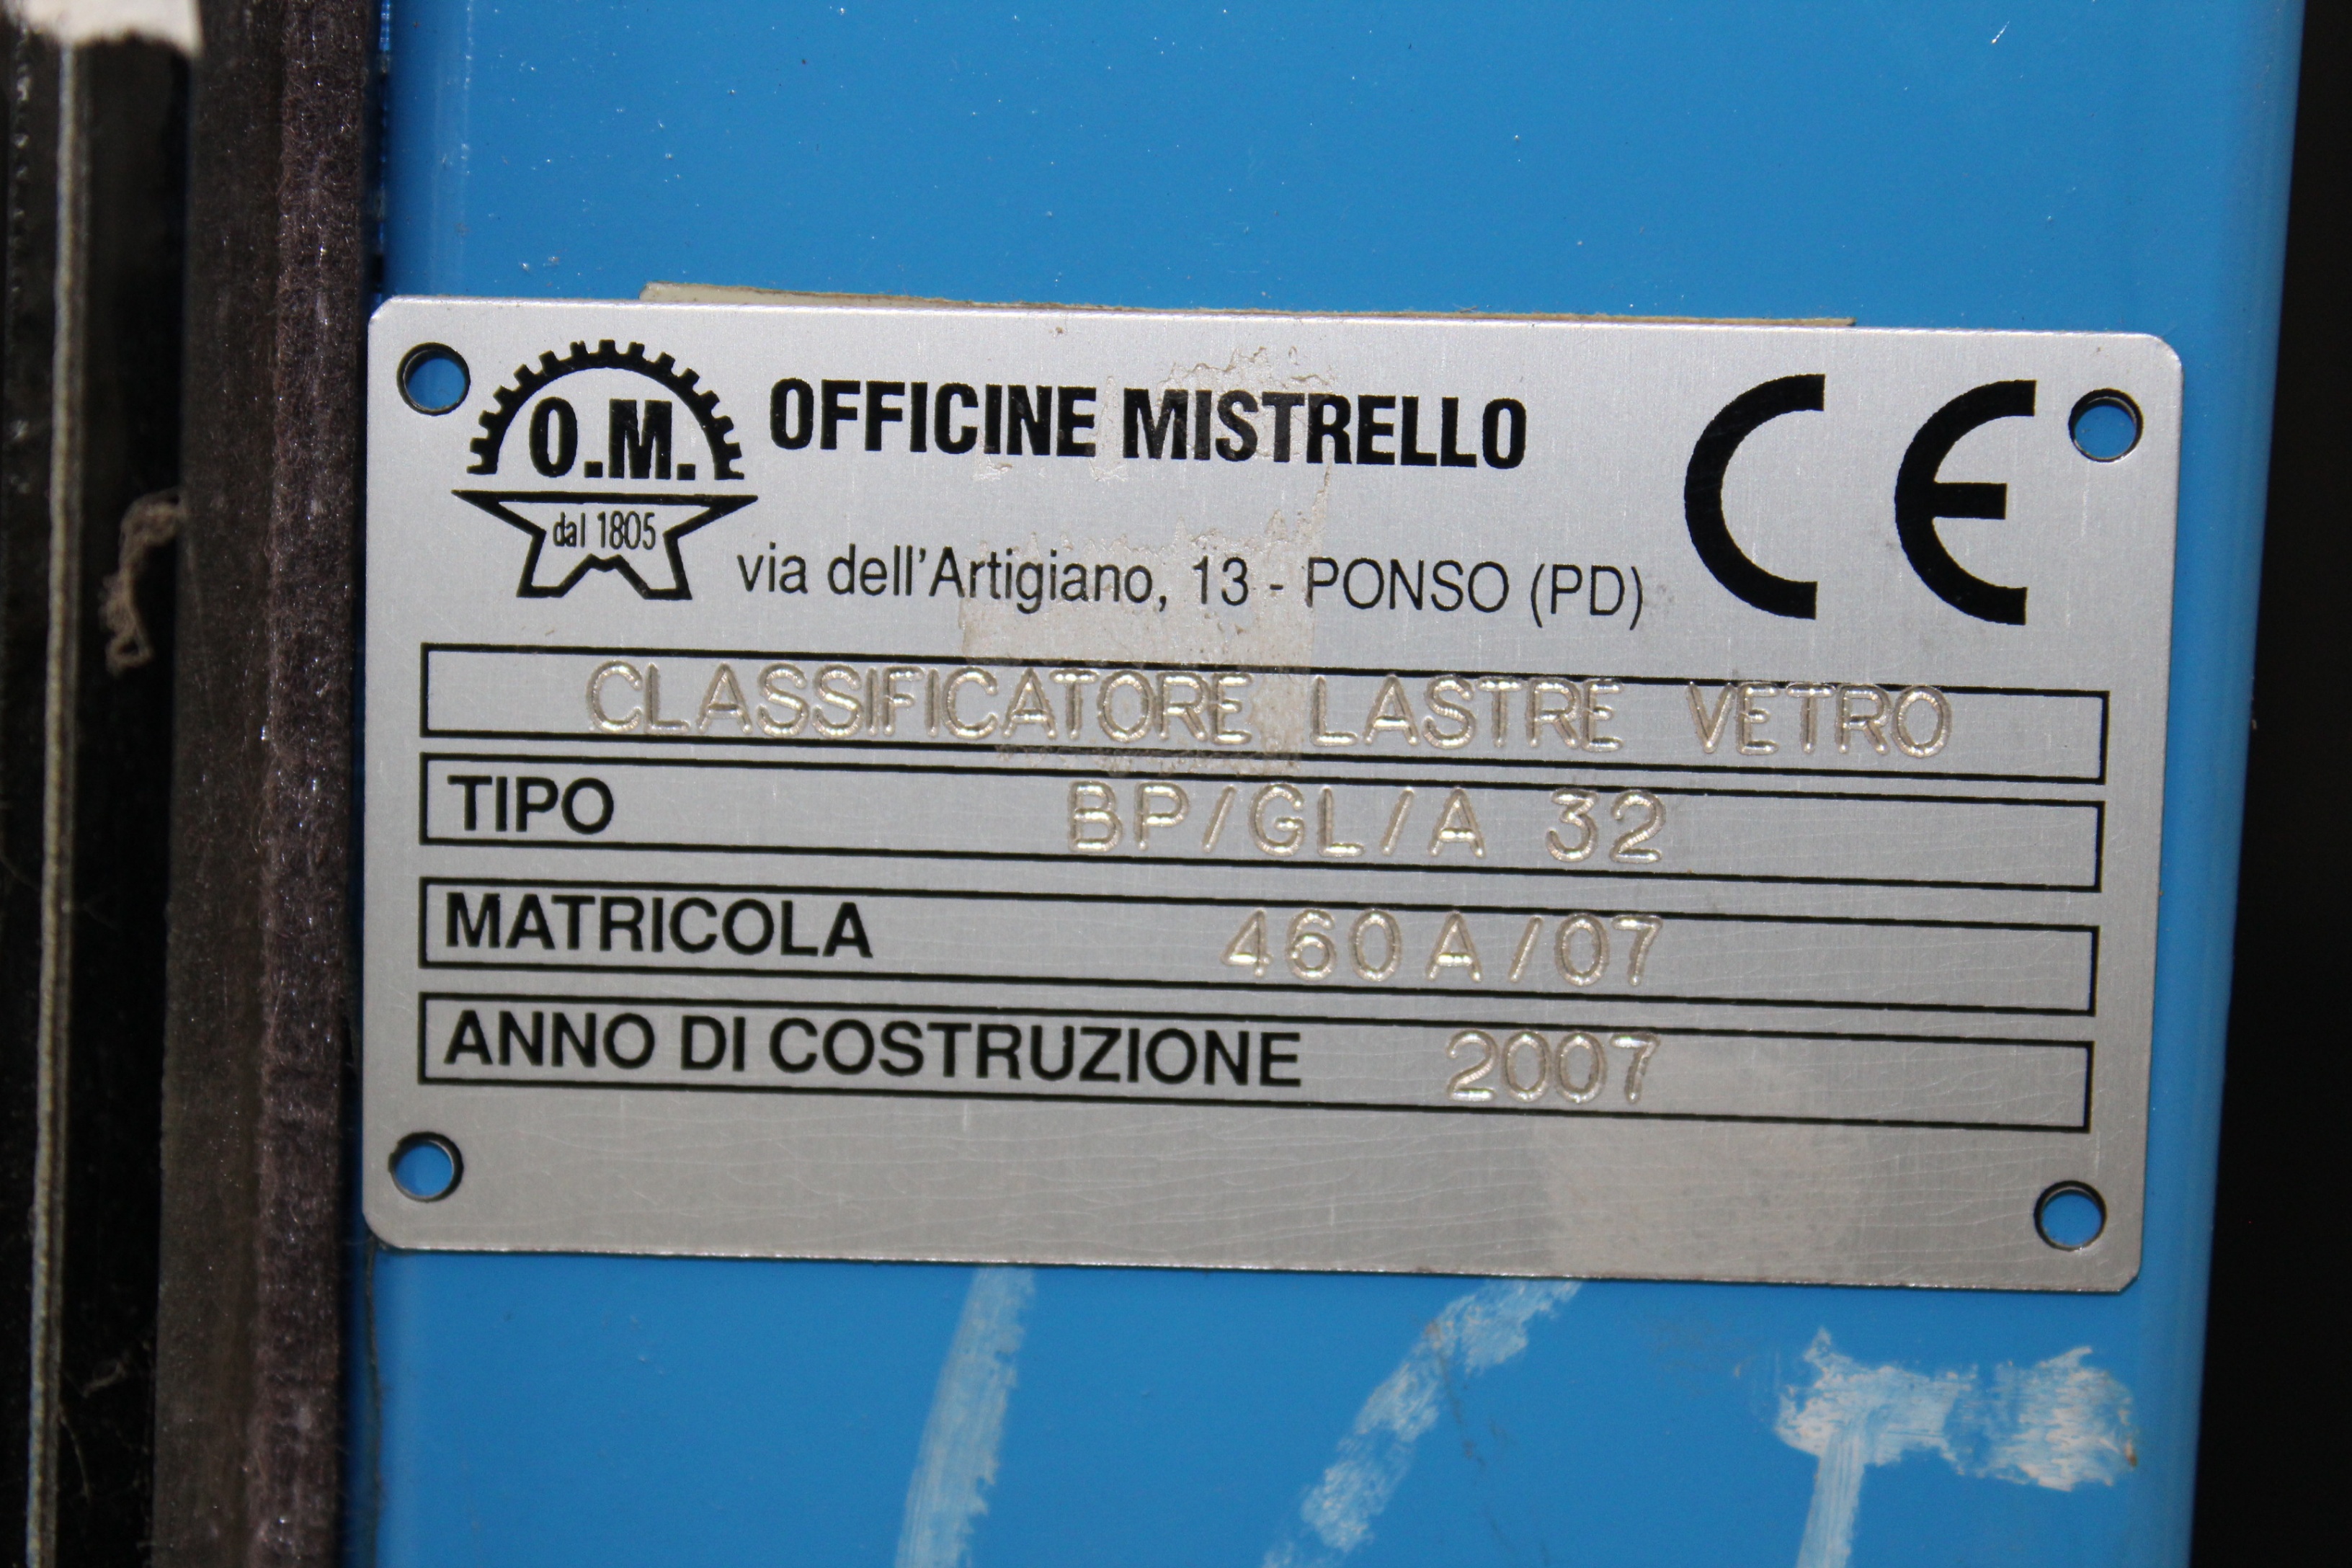 O.M.
dal 1805
OFFICINE MISTRELLO
via dell'Artigiano, 13 - PONSO (PD)
CE
CLASSIFICATORE LASTRE VETRO
TIPO BP/GL/A 32
MATRICOLA 460A/07
ANNO DI COSTRUZIONE 2007